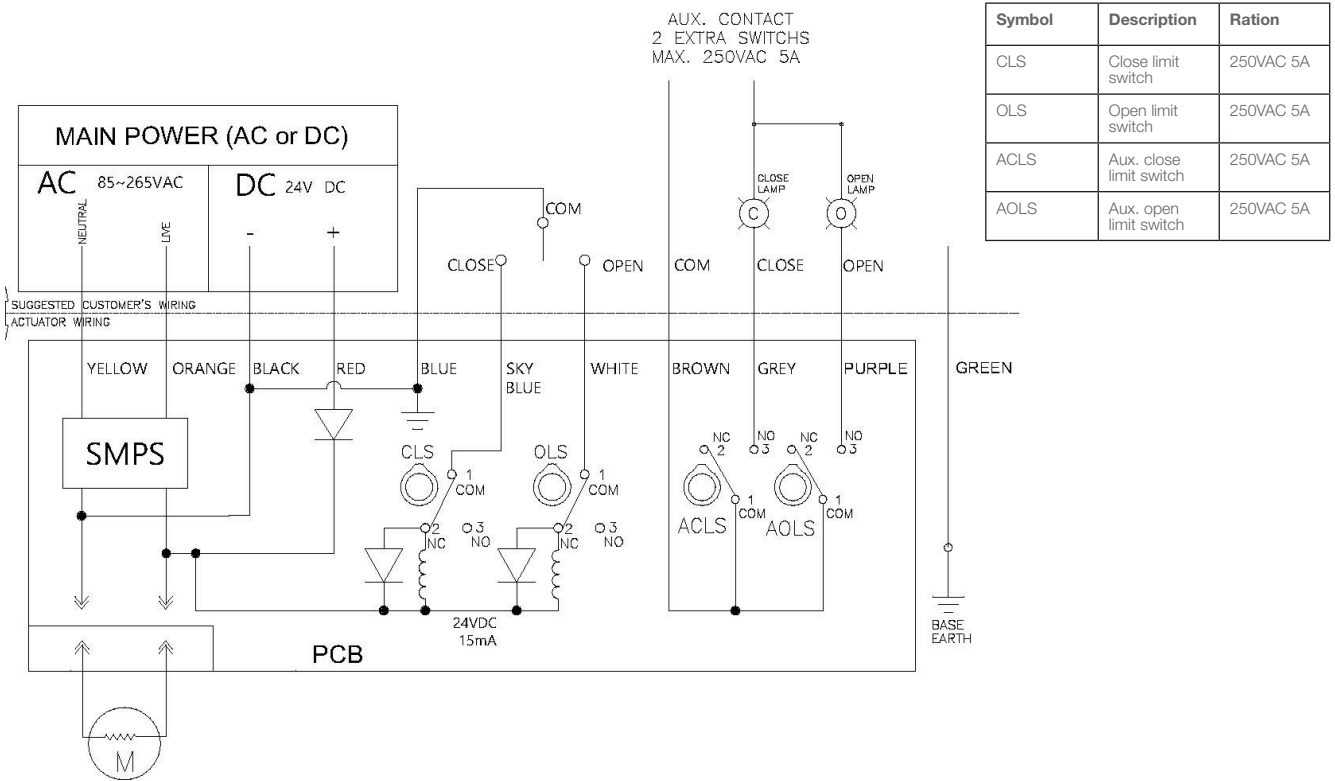 AUX. CONTACT
2 EXTRA SWITCHS
MAX. 250VAC 5A
Symbol Description Ration
CLS Close limit switch 250VAC 5A
OLS Open limit switch 250VAC 5A
ACLS Aux. close limit switch 250VAC 5A
AOLS Aux. open limit switch 250VAC 5A
MAIN POWER (AC or DC)
AC 85~265VAC
DC 24V DC
NEUTRAL
LIVE
- +
COM
CLOSE
OPEN
CLOSE
LAMP
OPEN
LAMP
C
O
COM
CLOSE
OPEN
SUGGESTED CUSTOMER'S WIRING
ACTUATOR WIRING
YELLOW
ORANGE
BLACK
RED
BLUE
SKY
BLUE
WHITE
BROWN
GREY
PURPLE
GREEN
SMPS
CLS
1
COM
2
NC
3
NO
OLS
1
COM
2
NC
3
NO
NC
2
NO
3
1
COM
ACLS
NC
2
NO
3
1
COM
AOLS
24VDC
15mA
BASE
EARTH
PCB
M